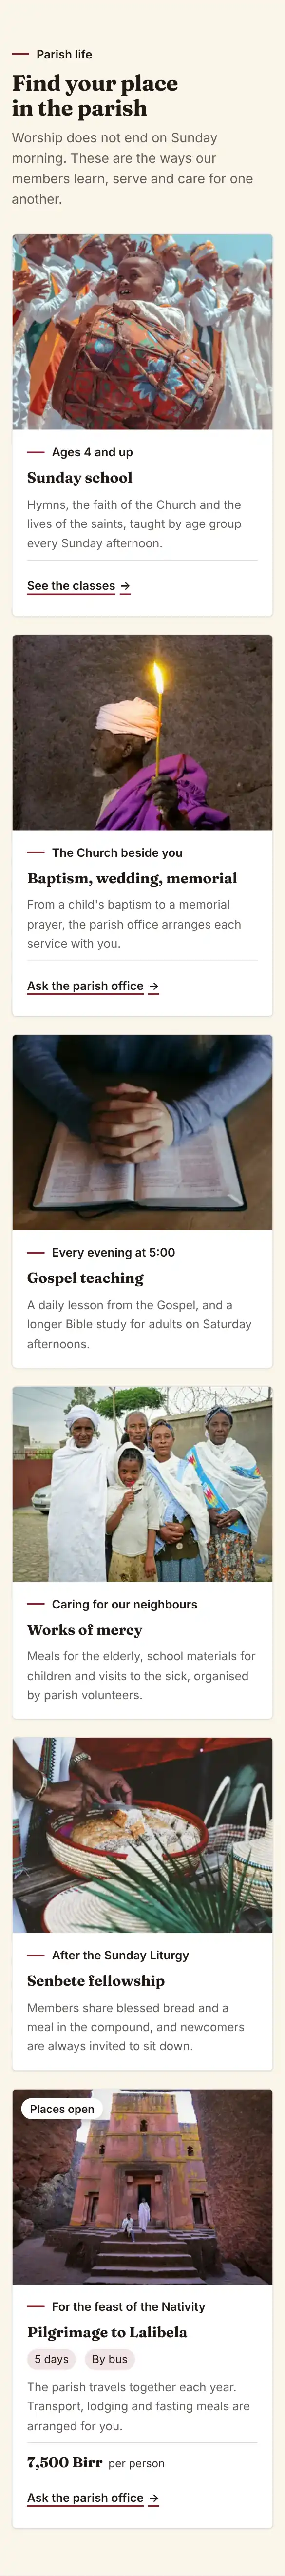 Parish life
Find your place
in the parish
Worship does not end on Sunday
morning. These are the ways our
members learn, serve and care for one
another.
Ages 4 and up
Sunday school
Hymns, the faith of the Church and the
lives of the saints, taught by age group
every Sunday afternoon.
See the classes →
The Church beside you
Baptism, wedding, memorial
From a child's baptism to a memorial
prayer, the parish office arranges each
service with you.
Ask the parish office →
Every evening at 5:00
Gospel teaching
A daily lesson from the Gospel, and a
longer Bible study for adults on Saturday
afternoons.
Caring for our neighbours
Works of mercy
Meals for the elderly, school materials for
children and visits to the sick, organised
by parish volunteers.
After the Sunday Liturgy
Senbete fellowship
Members share blessed bread and a
meal in the compound, and newcomers
are always invited to sit down.
Places open
For the feast of the Nativity
Pilgrimage to Lalibela
5 days By bus
The parish travels together each year.
Transport, lodging and fasting meals are
arranged for you.
7,500 Birr per person
Ask the parish office →